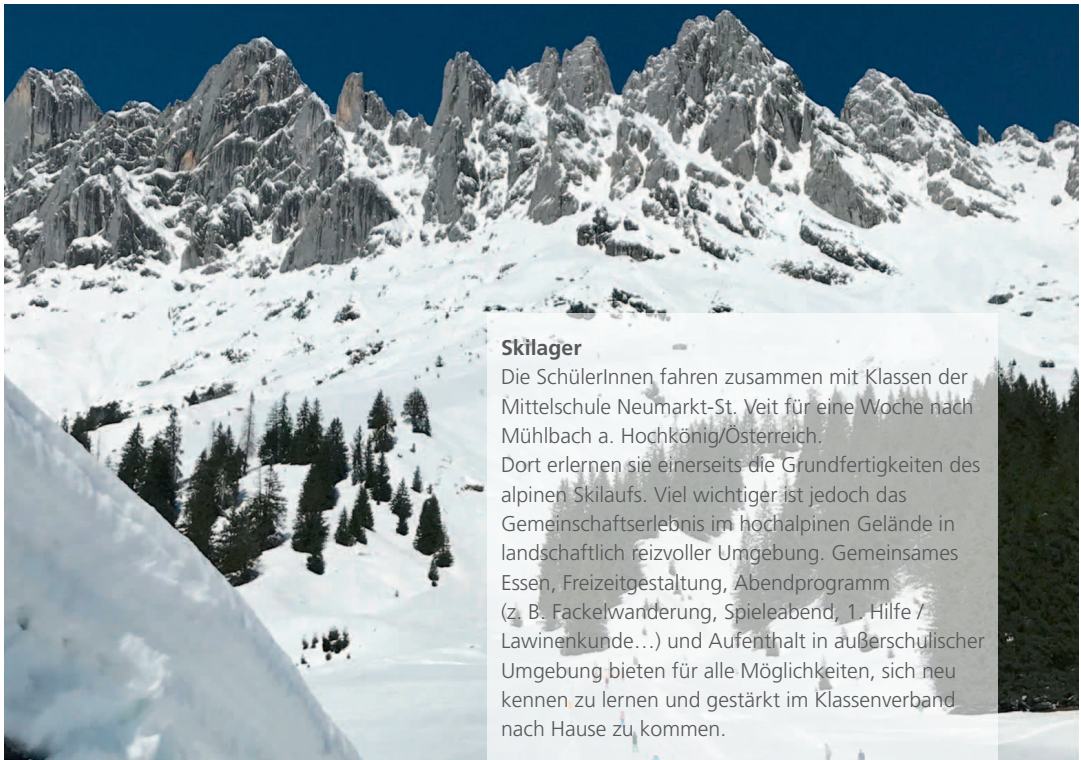 Skilager
Die SchülerInnen fahren zusammen mit Klassen der
Mittelschule Neumarkt-St. Veit für eine Woche nach
Mühlbach a. Hochkönig/Österreich.
Dort erlernen sie einerseits die Grundfertigkeiten des
alpinen Skilaufs. Viel wichtiger ist jedoch das
Gemeinschaftserlebnis im hochalpinen Gelände in
landschaftlich reizvoller Umgebung. Gemeinsames
Essen, Freizeitgestaltung, Abendprogramm
(z. B. Fackelwanderung, Spieleabend, 1. Hilfe /
Lawinenkunde…) und Aufenthalt in außerschulischer
Umgebung bieten für alle Möglichkeiten, sich neu
kennen zu lernen und gestärkt im Klassenverband
nach Hause zu kommen.